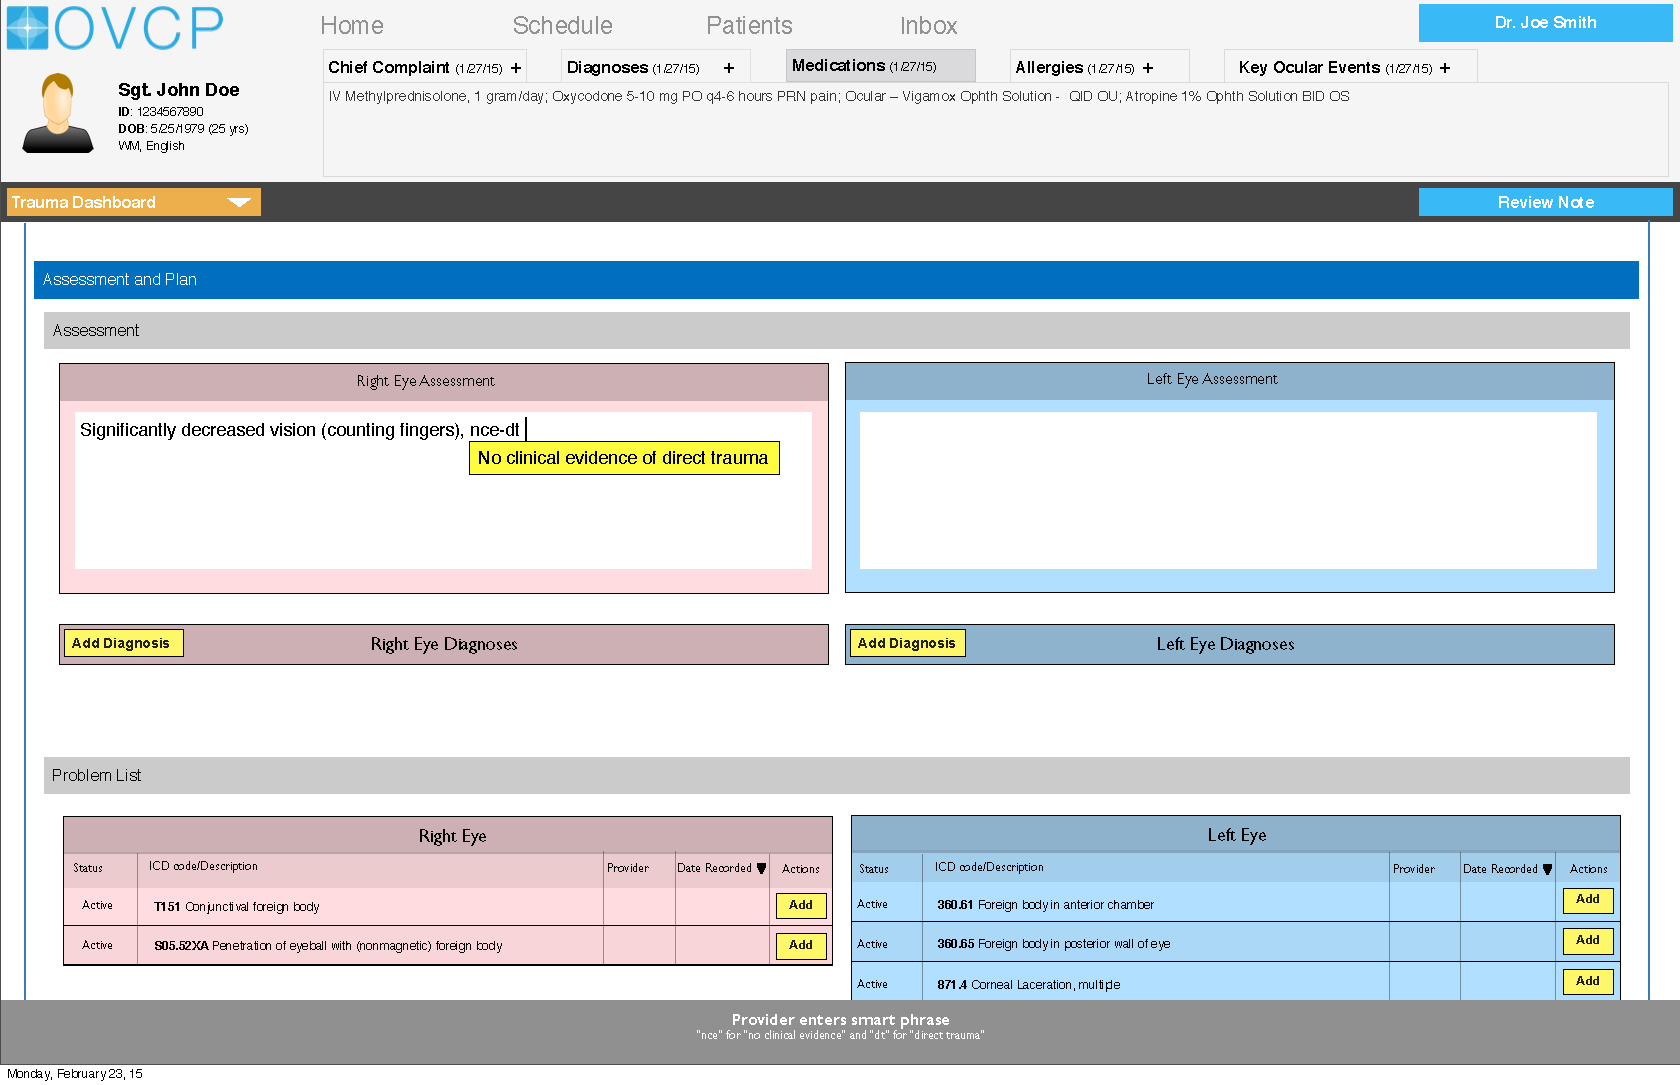 OVCP
Home Schedule Patients Inbox
Dr. Joe Smith
Chief Complaint (1/27/15) + Diagnoses (1/27/15) + Medications (1/27/15) Allergies (1/27/15) + Key Ocular Events (1/27/15) +
Sgt. John Doe
ID: 1234567890
DOB: 5/25/1979 (25 yrs)
WM, English
IV Methylprednisolone, 1 gram/day; Oxycodone 5-10 mg PO q4-6 hours PRN pain; Ocular – Vigamox Ophth Solution - QID OU; Atropine 1% Ophth Solution BID OS
Trauma Dashboard
Review Note
Assessment and Plan
Assessment
Right Eye Assessment
Significantly decreased vision (counting fingers), nce-dt
No clinical evidence of direct trauma
Left Eye Assessment
Add Diagnosis Right Eye Diagnoses
Add Diagnosis Left Eye Diagnoses
Problem List
Right Eye
Status ICD code/Description Provider Date Recorded ▼ Actions
Active T151 Conjunctival foreign body Add
Active S05.52XA Penetration of eyeball with (nonmagnetic) foreign body Add
Left Eye
Status ICD code/Description Provider Date Recorded ▼ Actions
Active 360.61 Foreign body in anterior chamber Add
Active 360.65 Foreign body in posterior wall of eye Add
Active 871.4 Corneal Laceration, multiple Add
Provider enters smart phrase
"nce" for "no clinical evidence" and "dt" for "direct trauma"
Monday, February 23, 15